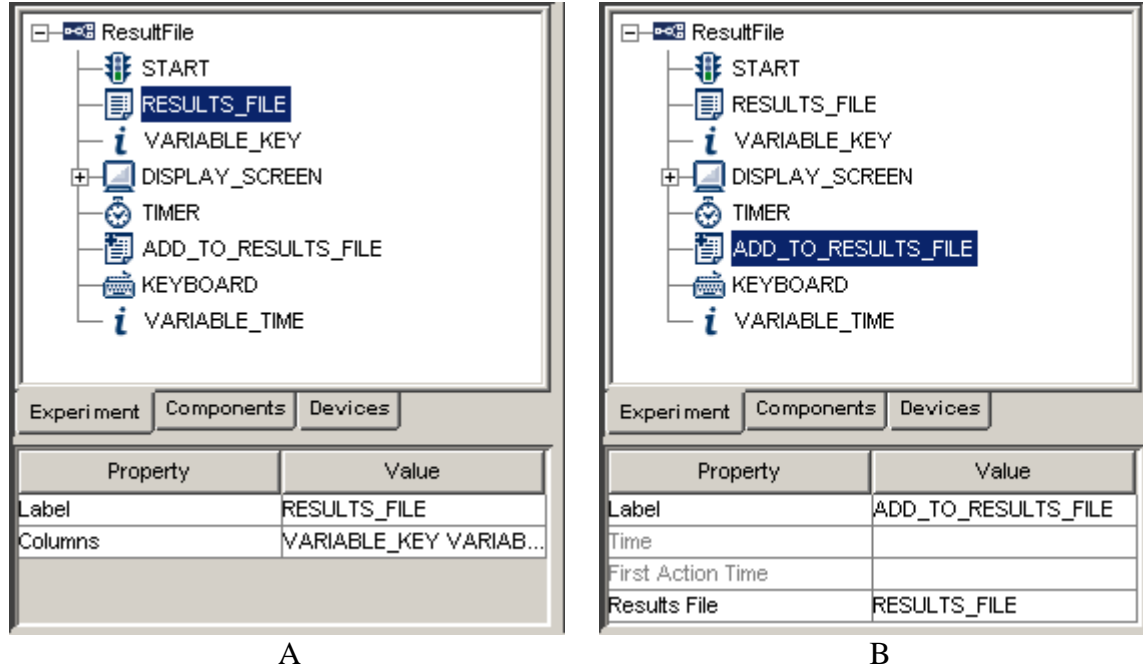 ResultFile
START
RESULTS_FILE
VARIABLE_KEY
DISPLAY_SCREEN
TIMER
ADD_TO_RESULTS_FILE
KEYBOARD
VARIABLE_TIME
Experiment Components Devices
Property Value
Label RESULTS_FILE
Columns VARIABLE_KEY VARIAB...
A
ResultFile
START
RESULTS_FILE
VARIABLE_KEY
DISPLAY_SCREEN
TIMER
ADD_TO_RESULTS_FILE
KEYBOARD
VARIABLE_TIME
Experiment Components Devices
Property Value
Label ADD_TO_RESULTS_FILE
Time
First Action Time
Results File RESULTS_FILE
B